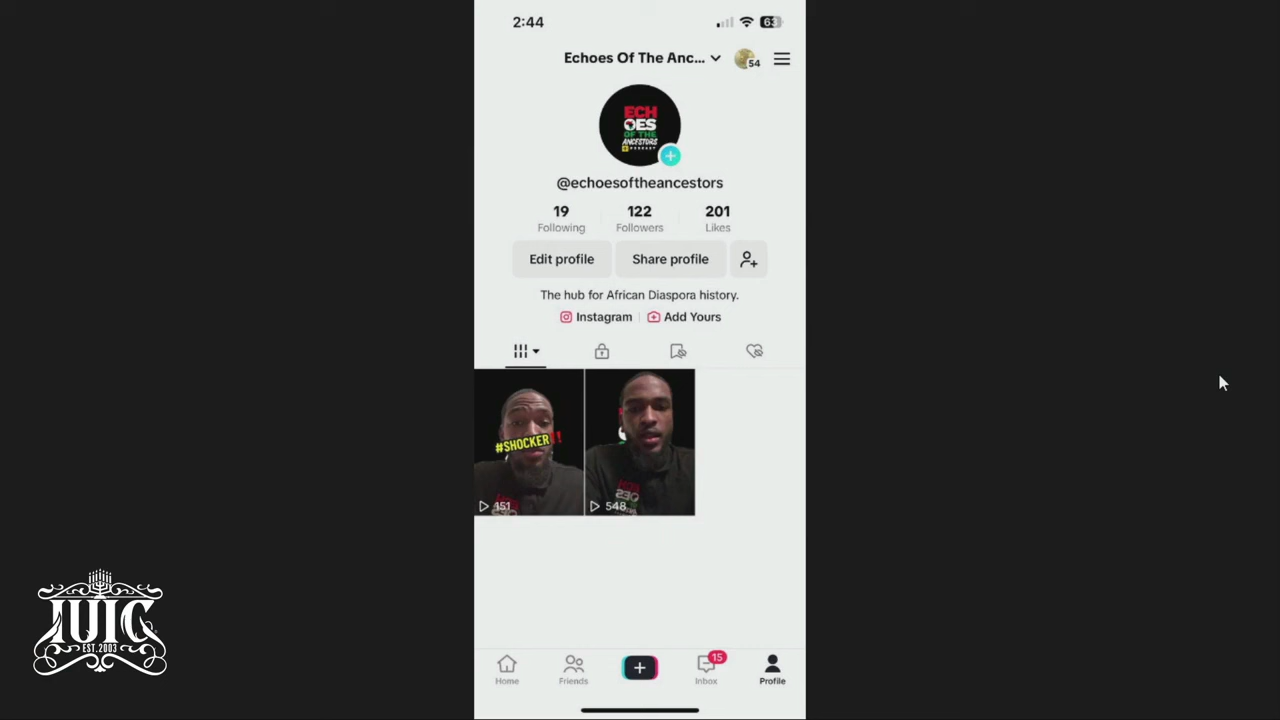 2:44
63
Echoes Of The Anc...
54
ECH
OES
OF THE
ANCESTORS
PODCAST
@echoesoftheancestors
19 122 201
Following Followers Likes
Edit profile Share profile
The hub for African Diaspora history.
Instagram Add Yours
#SHOCKER‼
151 548
IUIC
EST. 2003
15
Home Friends Inbox Profile